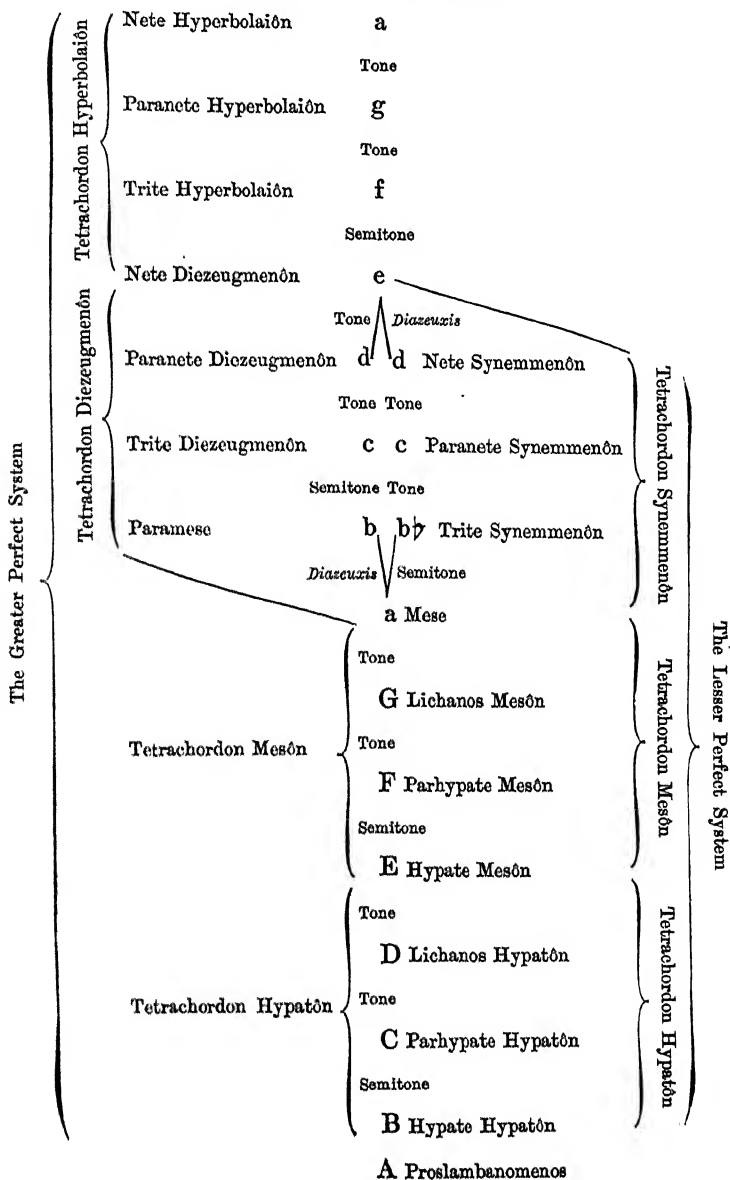 The Greater Perfect System
Tetrachordon Hyperbolaiôn
Nete Hyperbolaiôn a
Tone
Paranete Hyperbolaiôn g
Tone
Trite Hyperbolaiôn f
Semitone
Nete Diezeugmenôn e
Tetrachordon Diezeugmenôn
Tone Diazeuxis
Paranete Diezeugmenôn d d Nete Synemmenôn
Tone Tone
Trite Diezeugmenôn c c Paranete Synemmenôn
Semitone Tone
Paramese b b♭ Trite Synemmenôn
Diazeuxis Semitone
a Mese
Tetrachordon Synemmenôn
The Lesser Perfect System
Tone
G Lichanos Mesôn
Tetrachordon Mesôn
Tone
F Parhypate Mesôn
Semitone
E Hypate Mesôn
Tetrachordon Mesôn
Tone
D Lichanos Hypatôn
Tetrachordon Hypatôn
Tone
C Parhypate Hypatôn
Semitone
B Hypate Hypatôn
Tetrachordon Hypatôn
A Proslambanomenos